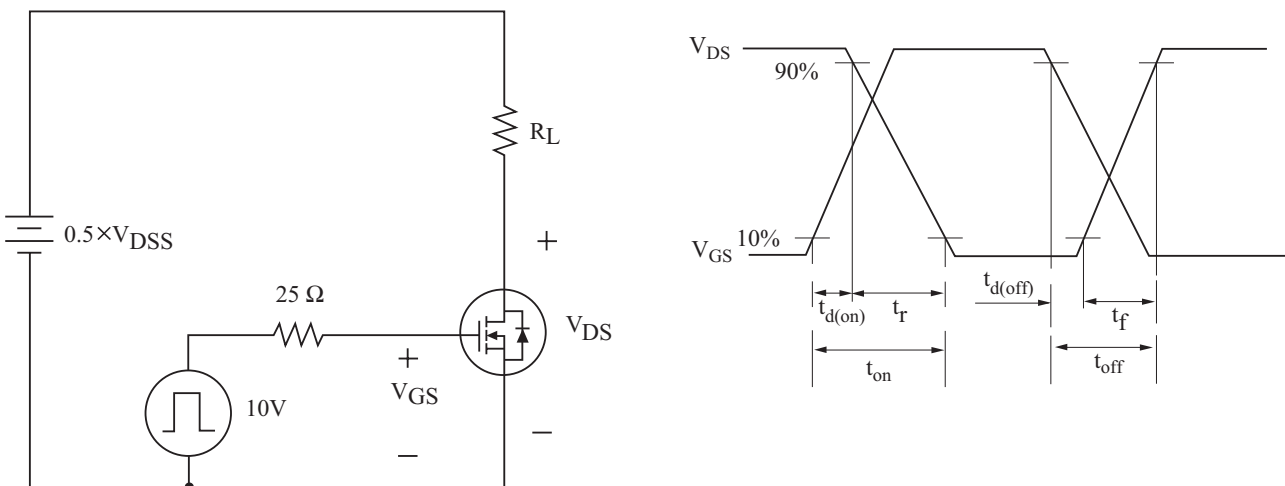 R_L
0.5×V_DSS
+
25 Ω
V_DS
+
V_GS
10V
−
−
V_DS
90%
V_GS
10%
t_d(on)
t_r
t_d(off)
t_f
t_on
t_off